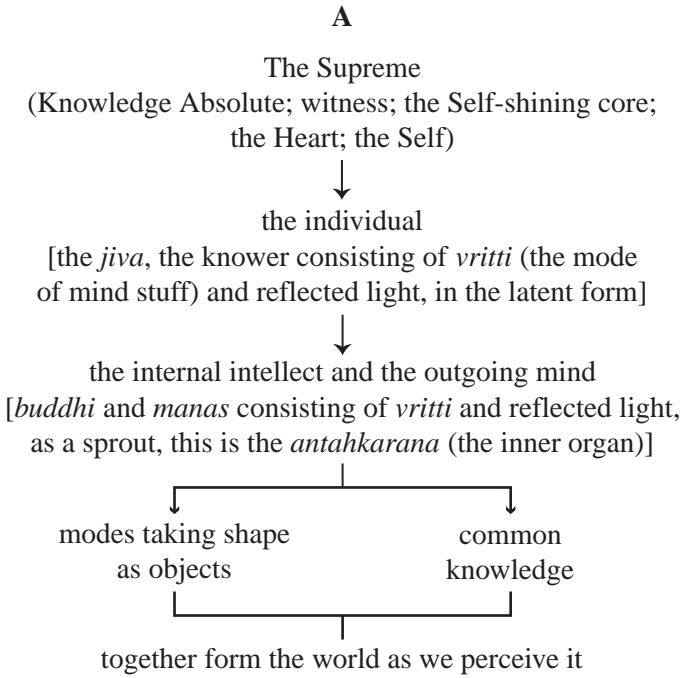 A
The Supreme
(Knowledge Absolute; witness; the Self-shining core;
the Heart; the Self)
the individual
[the jiva, the knower consisting of vritti (the mode
of mind stuff) and reflected light, in the latent form]
the internal intellect and the outgoing mind
[buddhi and manas consisting of vritti and reflected light,
as a sprout, this is the antahkarana (the inner organ)]
modes taking shape
as objects
common
knowledge
together form the world as we perceive it